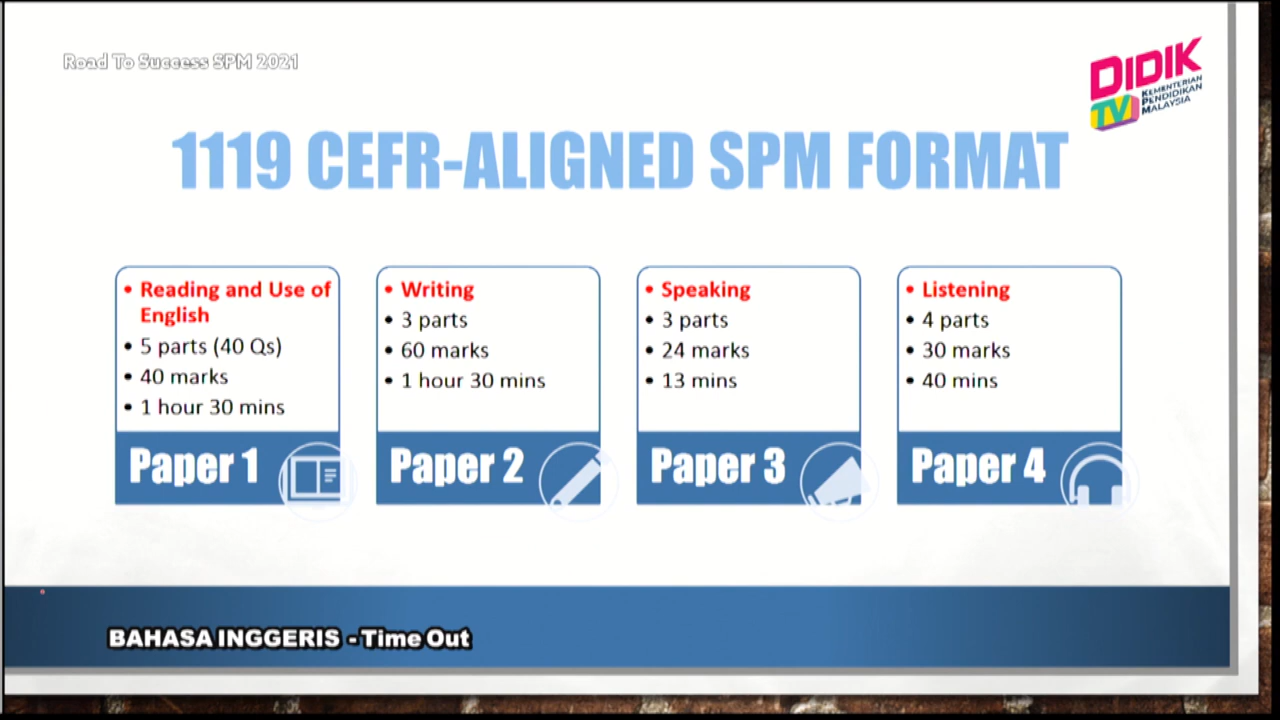 Road To Success SPM 2021
DIDIK
TV
KEMENTERIAN
PENDIDIKAN
MALAYSIA
1119 CEFR-ALIGNED SPM FORMAT
• Reading and Use of
English
• 5 parts (40 Qs)
• 40 marks
• 1 hour 30 mins
Paper 1
• Writing
• 3 parts
• 60 marks
• 1 hour 30 mins
Paper 2
• Speaking
• 3 parts
• 24 marks
• 13 mins
Paper 3
• Listening
• 4 parts
• 30 marks
• 40 mins
Paper 4
BAHASA INGGERIS - Time Out